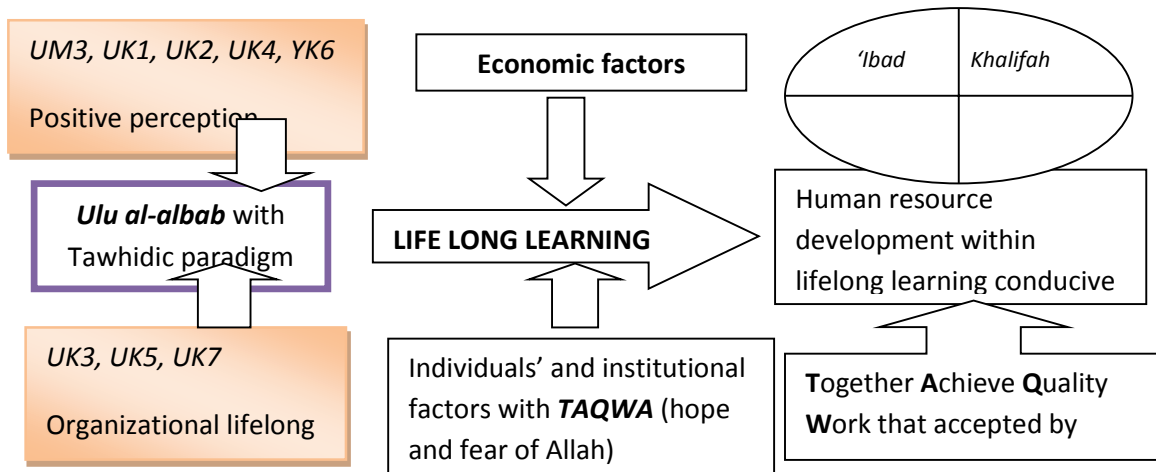 UM3, UK1, UK2, UK4, YK6
Positive perception
Ulu al-albab with
Tawhidic paradigm
UK3, UK5, UK7
Organizational lifelong
Economic factors
LIFE LONG LEARNING
Individuals’ and institutional
factors with TAQWA (hope
and fear of Allah)
‘Ibad
Khalifah
Human resource
development within
lifelong learning conducive
Together Achieve Quality
Work that accepted by